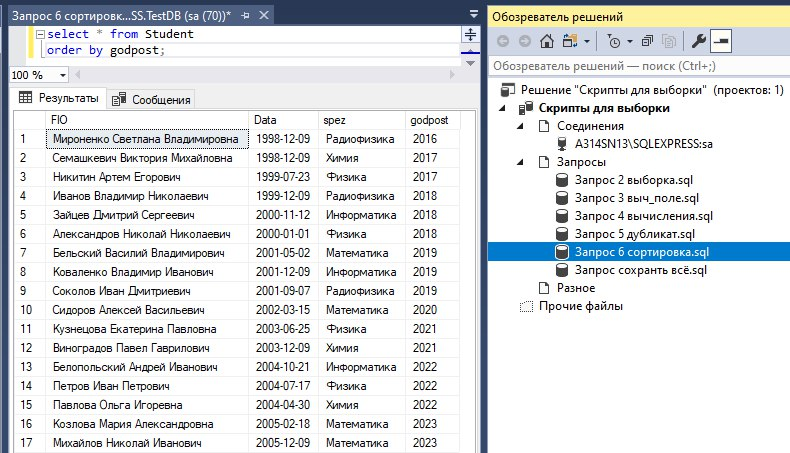 Запрос 6 сортировк...SS.TestDB (sa (70))*
select * from Student
order by godpost;
100 %
Результаты Сообщения
FIO Data spez godpost
1 Мироненко Светлана Владимировна 1998-12-09 Радиофизика 2016
2 Семашкевич Виктория Михайловна 1998-12-09 Химия 2017
3 Никитин Артем Егорович 1999-07-23 Физика 2017
4 Иванов Владимир Николаевич 1999-12-09 Радиофизика 2018
5 Зайцев Дмитрий Сергеевич 2000-11-12 Информатика 2018
6 Александров Николай Николаевич 2000-01-01 Физика 2018
7 Бельский Василий Владимирович 2001-05-02 Математика 2019
8 Коваленко Владимир Иванович 2001-12-09 Информатика 2019
9 Соколов Иван Дмитриевич 2001-09-07 Радиофизика 2019
10 Сидоров Алексей Васильевич 2002-03-15 Математика 2020
11 Кузнецова Екатерина Павловна 2003-06-25 Физика 2021
12 Виноградов Павел Гаврилович 2003-12-09 Химия 2021
13 Белопольский Андрей Иванович 2004-10-21 Информатика 2022
14 Петров Иван Петрович 2004-07-17 Физика 2022
15 Павлова Ольга Игоревна 2004-04-30 Химия 2022
16 Козлова Мария Александровна 2005-02-18 Математика 2023
17 Михайлов Николай Иванович 2005-12-09 Математика 2023
Обозреватель решений
Обозреватель решений — поиск (Ctrl+;)
Решение "Скрипты для выборки" (проектов: 1)
Скрипты для выборки
Соединения
A314SN13\SQLEXPRESS:sa
Запросы
Запрос 2 выборка.sql
Запрос 3 выч_поле.sql
Запрос 4 вычисления.sql
Запрос 5 дубликат.sql
Запрос 6 сортировка.sql
Запрос сохрант всё.sql
Разное
Прочие файлы